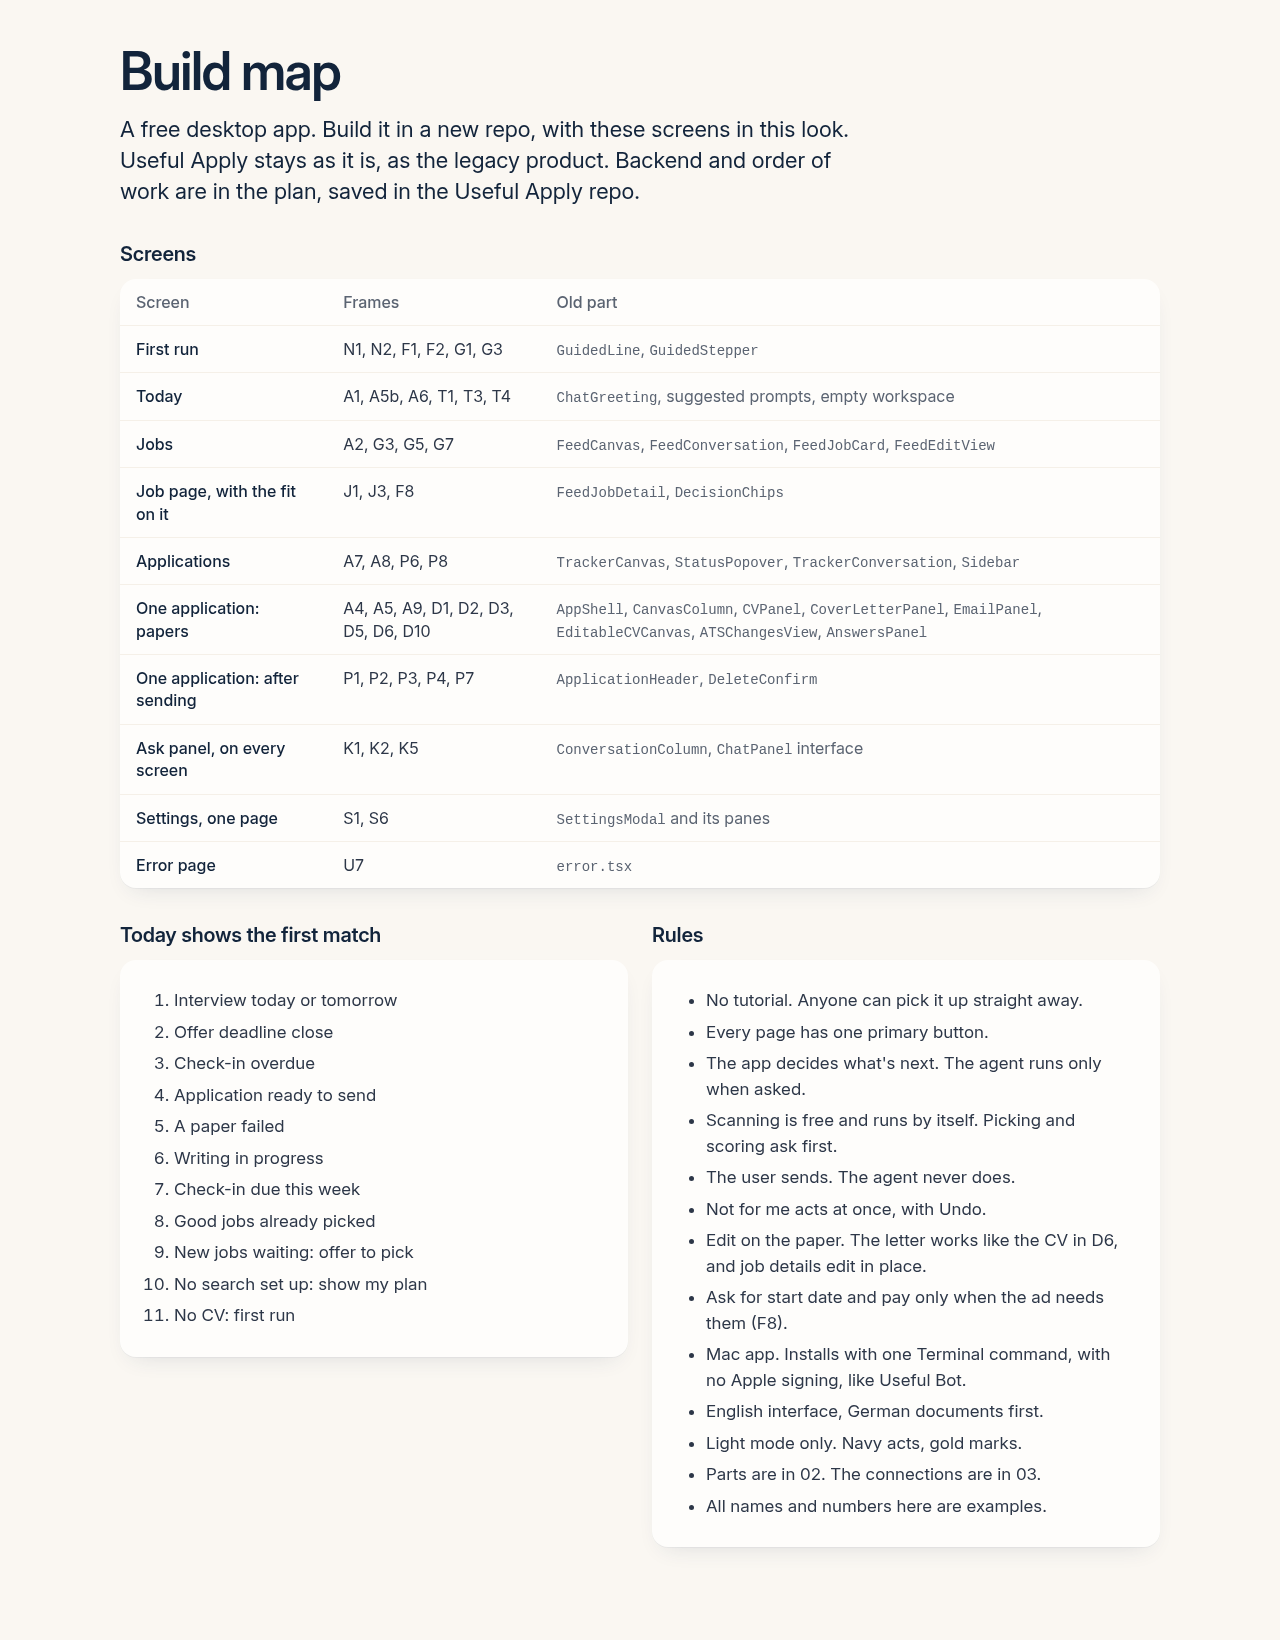 Build map
A free desktop app. Build it in a new repo, with these screens in this look.
Useful Apply stays as it is, as the legacy product. Backend and order of
work are in the plan, saved in the Useful Apply repo.
Screens
Screen Frames Old part
First run N1, N2, F1, F2, G1, G3 GuidedLine, GuidedStepper
Today A1, A5b, A6, T1, T3, T4 ChatGreeting, suggested prompts, empty workspace
Jobs A2, G3, G5, G7 FeedCanvas, FeedConversation, FeedJobCard, FeedEditView
Job page, with the fit J1, J3, F8 FeedJobDetail, DecisionChips
on it
Applications A7, A8, P6, P8 TrackerCanvas, StatusPopover, TrackerConversation, Sidebar
One application: A4, A5, A9, D1, D2, D3, AppShell, CanvasColumn, CVPanel, CoverLetterPanel, EmailPanel,
papers D5, D6, D10 EditableCVCanvas, ATSChangesView, AnswersPanel
One application: after P1, P2, P3, P4, P7 ApplicationHeader, DeleteConfirm
sending
Ask panel, on every K1, K2, K5 ConversationColumn, ChatPanel interface
screen
Settings, one page S1, S6 SettingsModal and its panes
Error page U7 error.tsx
Today shows the first match
1. Interview today or tomorrow
2. Offer deadline close
3. Check-in overdue
4. Application ready to send
5. A paper failed
6. Writing in progress
7. Check-in due this week
8. Good jobs already picked
9. New jobs waiting: offer to pick
10. No search set up: show my plan
11. No CV: first run
Rules
• No tutorial. Anyone can pick it up straight away.
• Every page has one primary button.
• The app decides what's next. The agent runs only
when asked.
• Scanning is free and runs by itself. Picking and
scoring ask first.
• The user sends. The agent never does.
• Not for me acts at once, with Undo.
• Edit on the paper. The letter works like the CV in D6,
and job details edit in place.
• Ask for start date and pay only when the ad needs
them (F8).
• Mac app. Installs with one Terminal command, with
no Apple signing, like Useful Bot.
• English interface, German documents first.
• Light mode only. Navy acts, gold marks.
• Parts are in 02. The connections are in 03.
• All names and numbers here are examples.